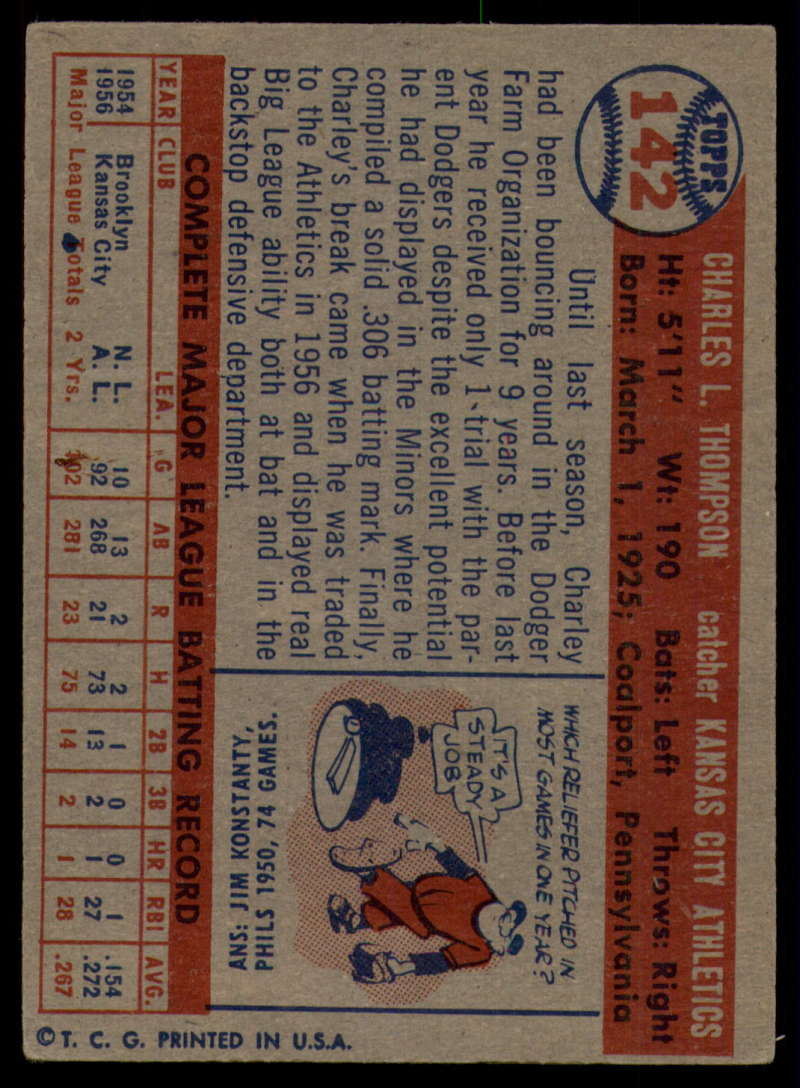 TOPPS
142
CHARLES L. THOMPSON catcher KANSAS CITY ATHLETICS
Ht: 5'11" Wt: 190 Bats: Left Throws: Right
Born: March 1, 1925; Coalport, Pennsylvania
Until last season, Charley
had been bouncing around in the Dodger
Farm Organization for 9 years. Before last
year he received only 1 trial with the par-
ent Dodgers despite the excellent potential
he had displayed in the Minors where he
compiled a solid .306 batting mark. Finally,
Charley's break came when he was traded
to the Athletics in 1956 and displayed real
Big League ability both at bat and in the
backstop defensive department.
WHICH RELIEFER PITCHED IN
MOST GAMES IN ONE YEAR?
IT'S A
STEADY
JOB
ANS: JIM KONSTANTY,
PHILS 1950, 74 GAMES.
COMPLETE MAJOR LEAGUE BATTING RECORD
YEAR CLUB LEA. G AB R H 2B 3B HR RBI AVG.
1954 Brooklyn N. L. 10 13 2 2 1 0 0 1 .154
1956 Kansas City A. L. 92 268 21 73 13 2 1 27 .272
Major League Totals 2 Yrs. 102 281 23 75 14 2 1 28 .267
© T. C. G. PRINTED IN U.S.A.